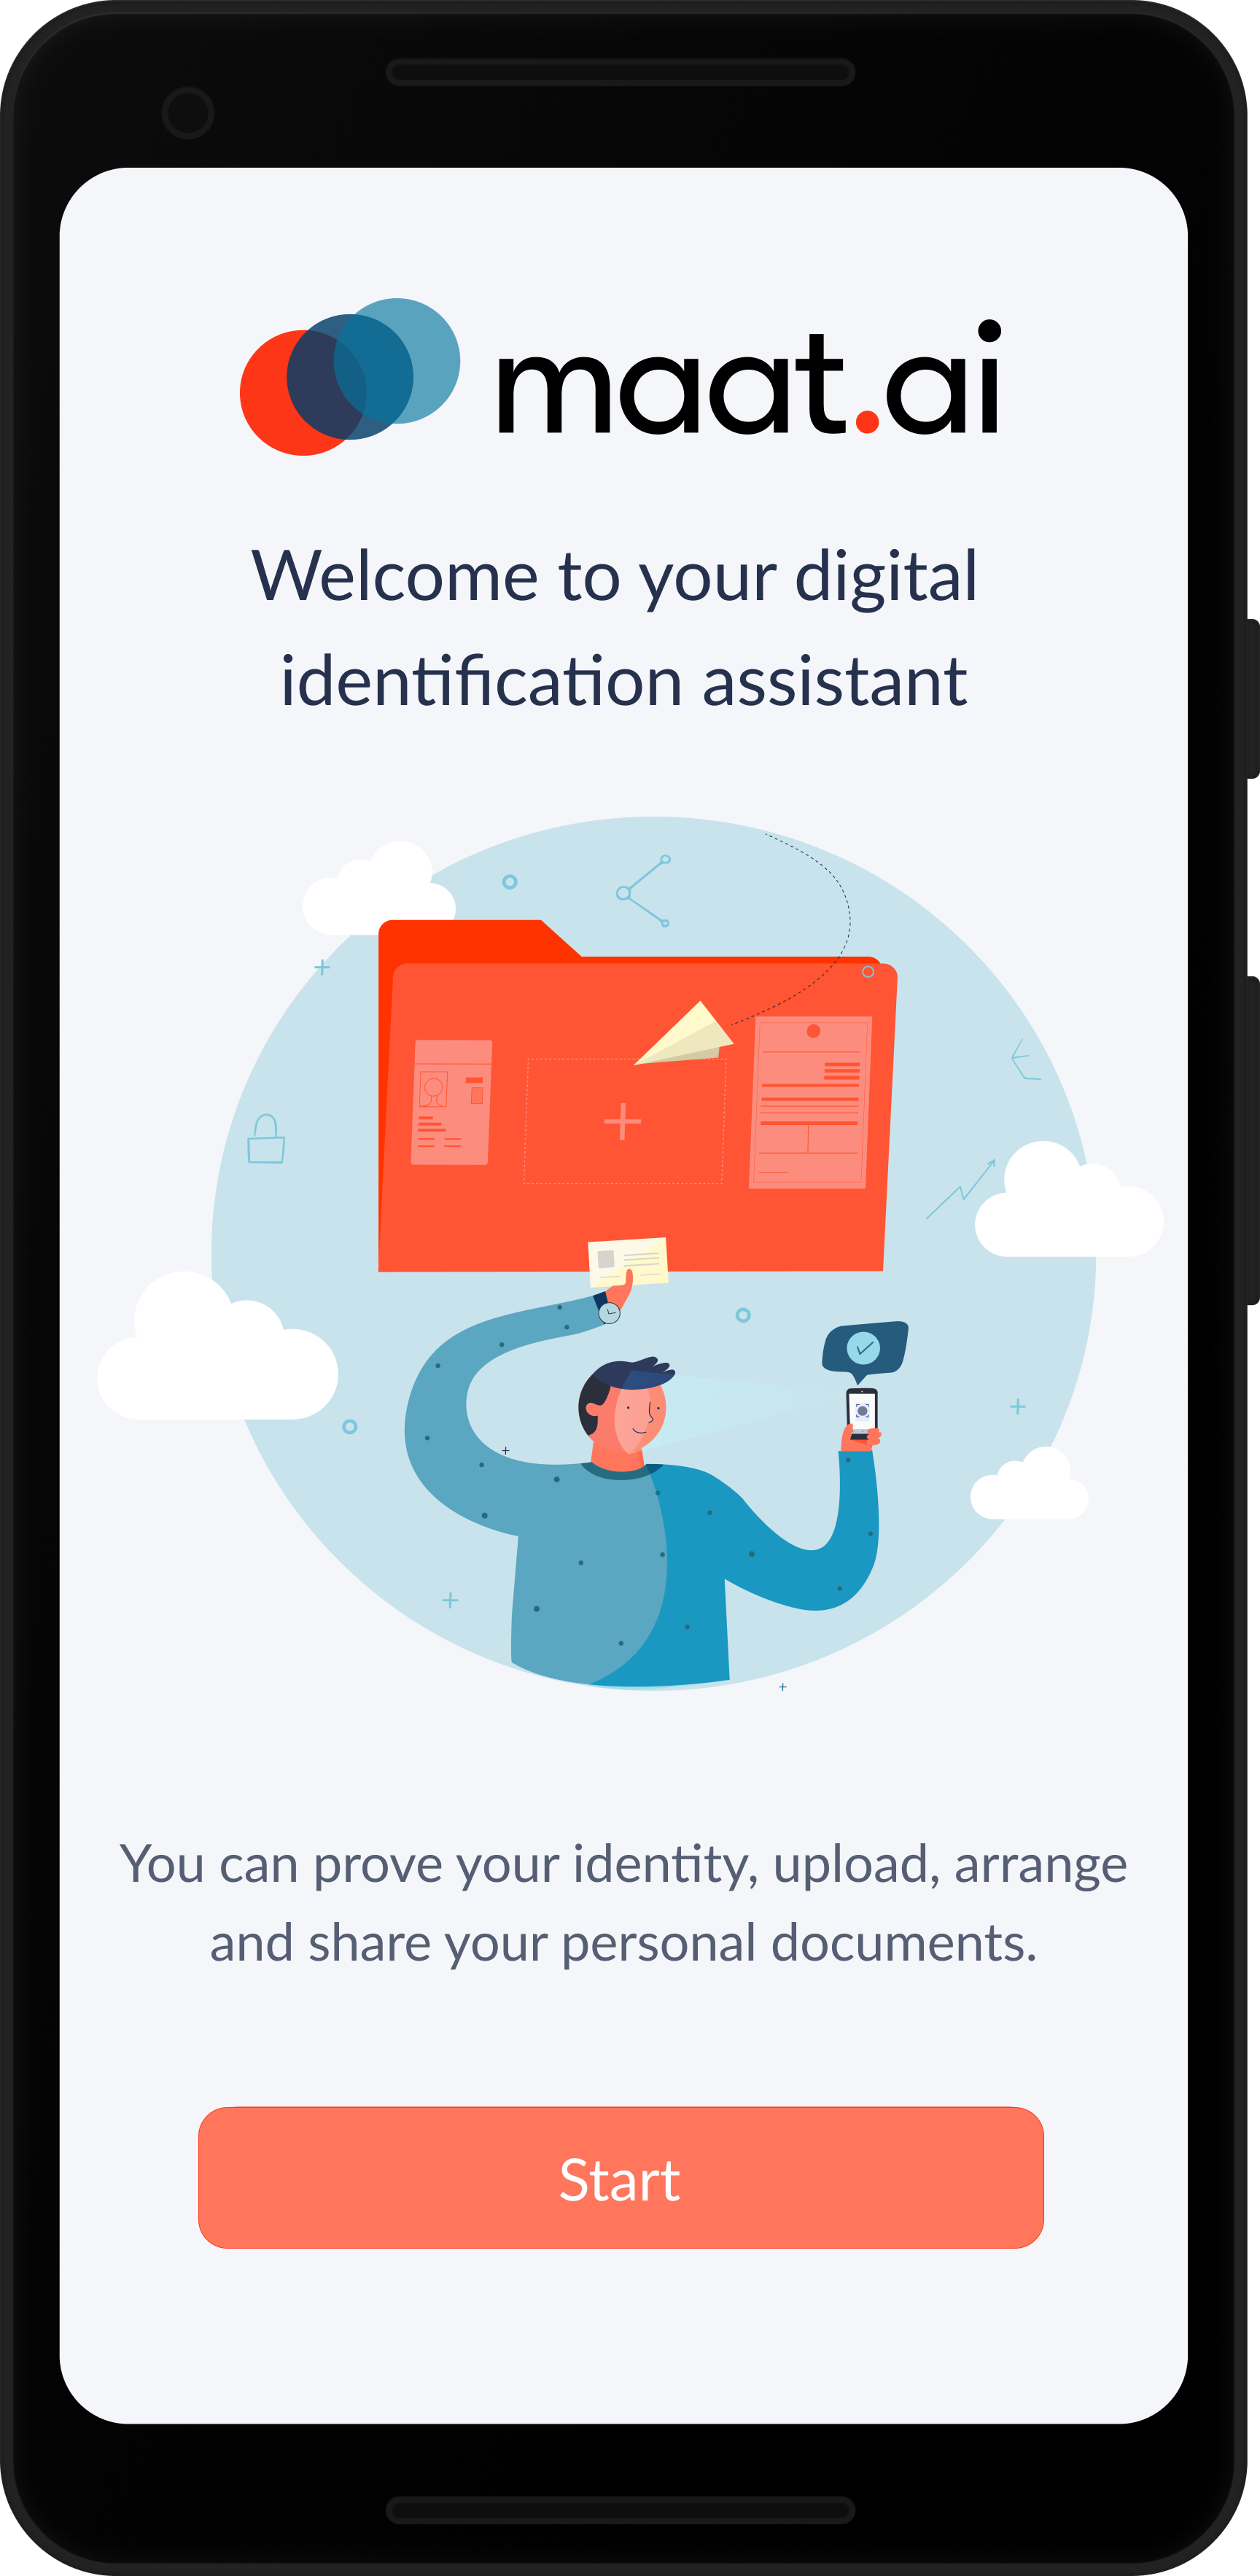 maat.ai
Welcome to your digital
identification assistant
You can prove your identity, upload, arrange
and share your personal documents.
Start